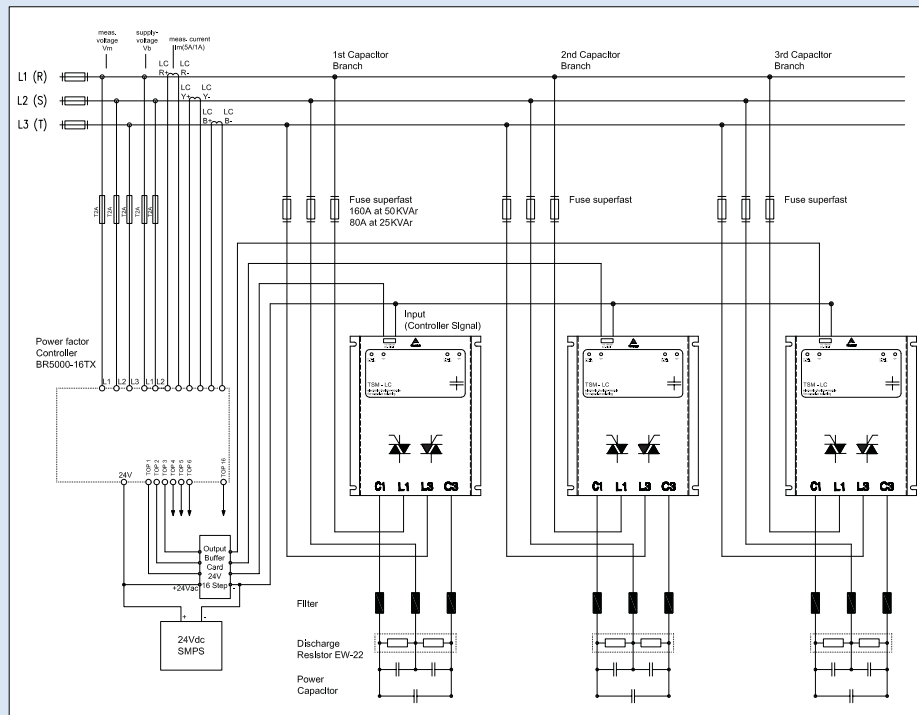 meas. voltage Vm
supply- voltage Vb
meas. current Im(5A/1A)
1st Capacitor Branch
2nd Capacitor Branch
3rd Capacitor Branch
LC R+
LC R-
LC Y+
LC Y-
LC B+
LC B-
L1 (R)
L2 (S)
L3 (T)
T2A
T2A
T2A
T2A
T2A
Fuse superfast
160A at 50KVAr
80A at 25KVAr
Fuse superfast
Fuse superfast
Input
(Controller Signal)
Power factor
Controller
BR5000-16TX
L1
L2
L3
L1
L2
TSM-LC
TSM-LC
TSM-LC
24V
TOP 1
TOP 2
TOP 3
TOP 4
TOP 5
TOP 6
TOP 16
C1 L1 L3 C3
C1 L1 L3 C3
C1 L1 L3 C3
Output
Buffer
Card
24V
16 Step
+24Vac
-
+ -
24Vdc
SMPS
Filter
Discharge
Resistor EW-22
Power
Capacitor